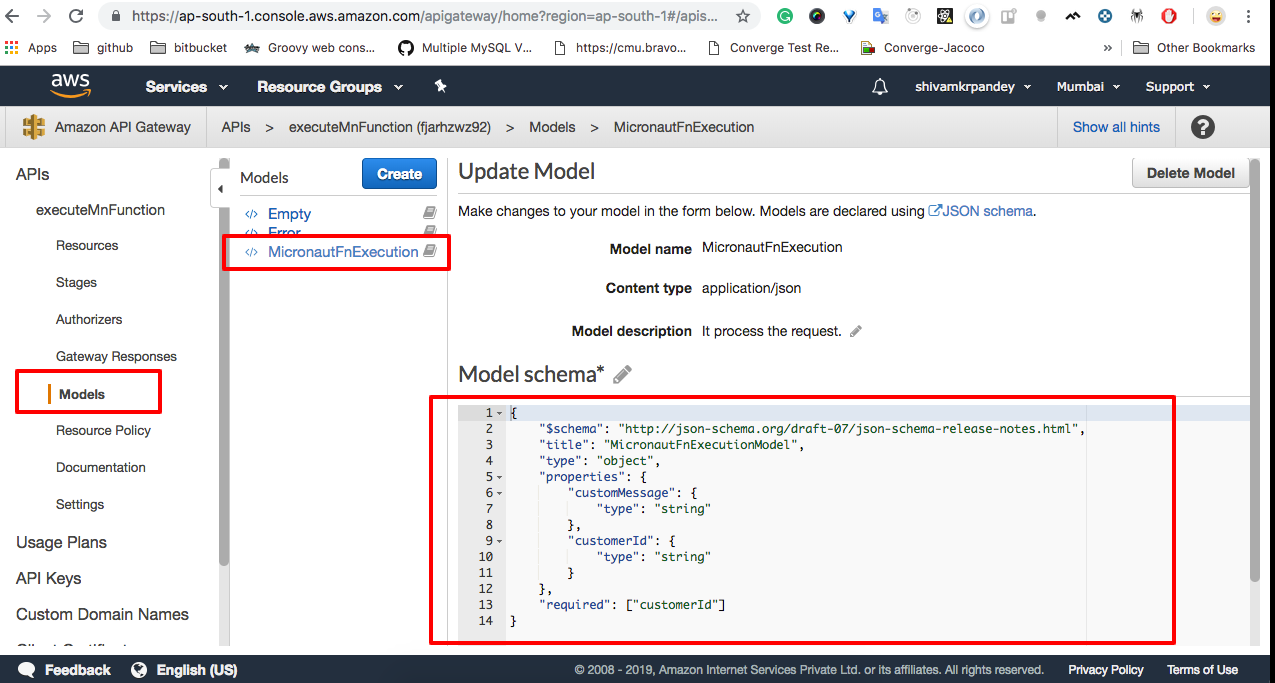 https://ap-south-1.console.aws.amazon.com/apigateway/home?region=ap-south-1#/apis...
Apps github bitbucket Groovy web cons... Multiple MySQL V... https://cmu.bravo... Converge Test Re... Converge-Jacoco » Other Bookmarks
aws Services Resource Groups shivamkrpandey Mumbai Support
Amazon API Gateway APIs > executeMnFunction (fjarhzwz92) > Models > MicronautFnExecution Show all hints ?
APIs
executeMnFunction
Resources
Stages
Authorizers
Gateway Responses
Models
Resource Policy
Documentation
Settings
Usage Plans
API Keys
Custom Domain Names
Models Create
</> Empty
</> Error
</> MicronautFnExecution
Update Model Delete Model
Make changes to your model in the form below. Models are declared using JSON schema.
Model name MicronautFnExecution
Content type application/json
Model description It process the request.
Model schema*
1 {
2 "$schema": "http://json-schema.org/draft-07/json-schema-release-notes.html",
3 "title": "MicronautFnExecutionModel",
4 "type": "object",
5 "properties": {
6 "customMessage": {
7 "type": "string"
8 },
9 "customerId": {
10 "type": "string"
11 }
12 },
13 "required": ["customerId"]
14 }
Feedback English (US) © 2008 - 2019, Amazon Internet Services Private Ltd. or its affiliates. All rights reserved. Privacy Policy Terms of Use